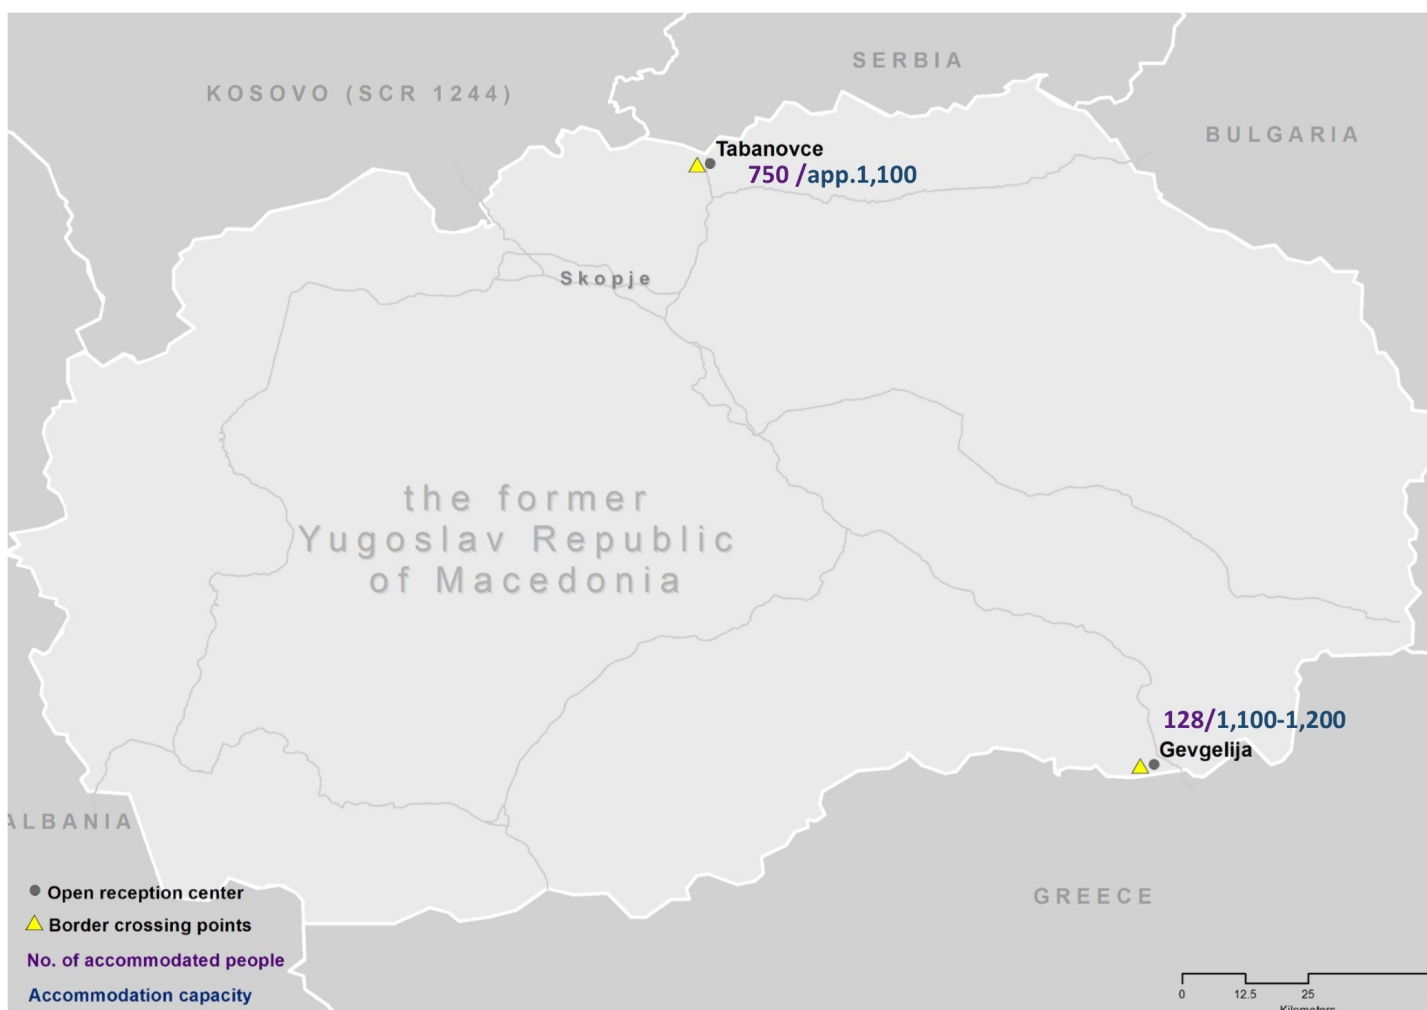 SERBIA
KOSOVO (SCR 1244)
BULGARIA
Tabanovce
750 /app.1,100
Skopje
the former
Yugoslav Republic
of Macedonia
128/1,100-1,200
Gevgelija
ALBANIA
Open reception center
GREECE
Border crossing points
No. of accommodated people
Accommodation capacity
0 12.5 25
Kilometers